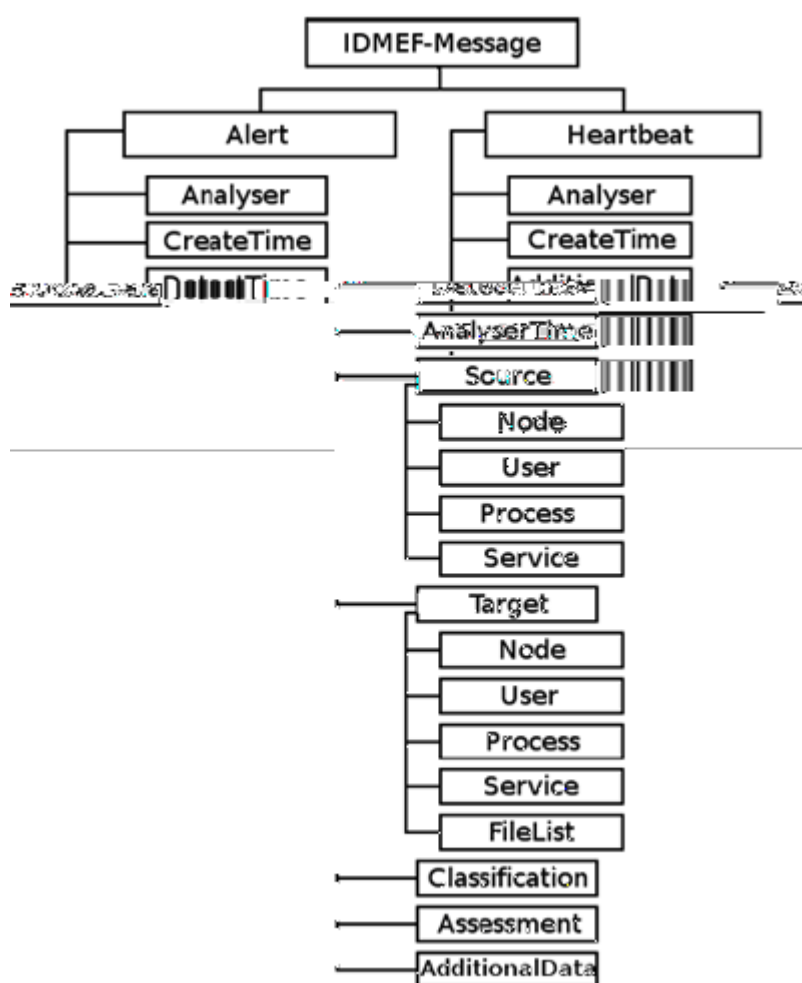 IDMEF-Message
Alert
Heartbeat
Analyser
Analyser
CreateTime
CreateTime
AnalyserTime
Source
Node
User
Process
Service
Target
Node
User
Process
Service
FileList
Classification
Assessment
AdditionalData